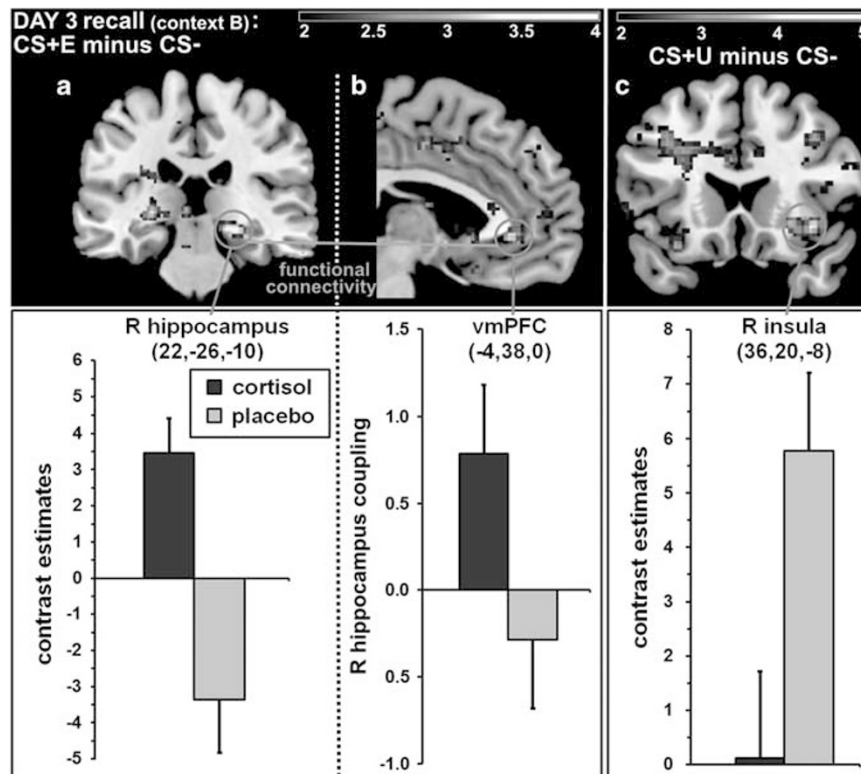 DAY 3 recall (context B):
CS+E minus CS-
2 2.5 3 3.5 4
2 3 4 5
CS+U minus CS-
a
b
c
functional
connectivity
R hippocampus
(22,-26,-10)
cortisol
placebo
contrast estimates
6
5
4
3
2
1
0
-1
-2
-3
-4
-5
vmPFC
(-4,38,0)
R hippocampus coupling
1.5
1.0
0.5
0.0
0.5
-1.0
R insula
(36,20,-8)
contrast estimates
8
7
6
5
4
3
2
1
0